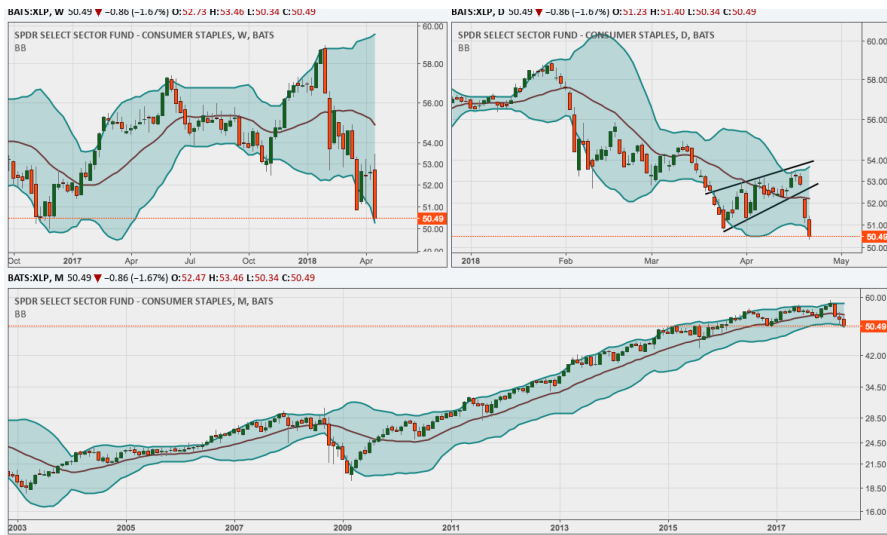 BATS:XLP, W 50.49 ▼ −0.86 (−1.67%) O:52.73 H:53.46 L:50.34 C:50.49
SPDR SELECT SECTOR FUND - CONSUMER STAPLES, W, BATS
BB
60.00
58.00
56.00
55.00
54.00
53.00
52.00
51.00
50.49
50.00
49.00
Oct 2017 Apr Jul Oct 2018 Apr
BATS:XLP, D 50.49 ▼ −0.86 (−1.67%) O:51.23 H:51.40 L:50.34 C:50.49
SPDR SELECT SECTOR FUND - CONSUMER STAPLES, D, BATS
BB
60.00
58.00
56.00
54.00
53.00
52.00
51.00
50.49
50.00
2018 Feb Mar Apr May
BATS:XLP, M 50.49 ▼ −0.86 (−1.67%) O:52.47 H:53.46 L:50.34 C:50.49
SPDR SELECT SECTOR FUND - CONSUMER STAPLES, M, BATS
BB
60.00
50.49
42.00
34.50
28.50
24.50
21.00
18.50
16.00
2003 2005 2007 2009 2011 2013 2015 2017